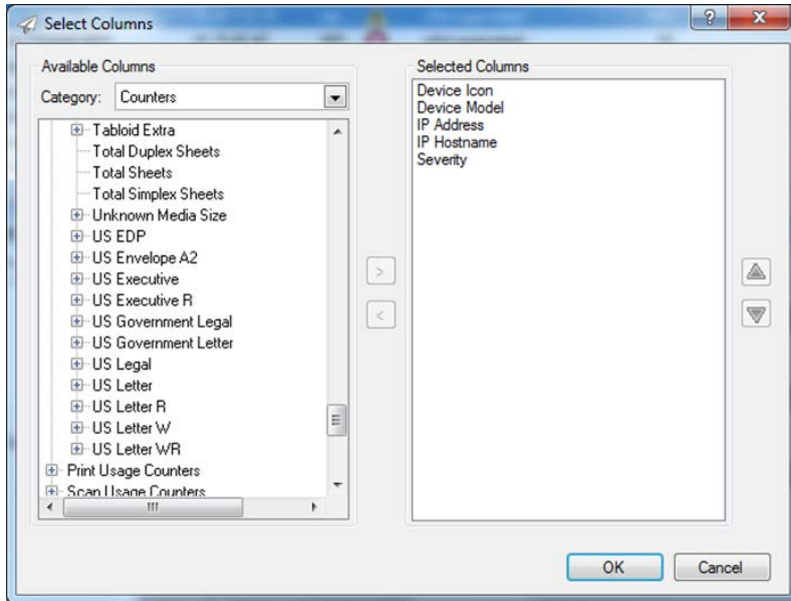 Select Columns
?
Available Columns
Category: Counters
Tabloid Extra
Total Duplex Sheets
Total Sheets
Total Simplex Sheets
Unknown Media Size
US EDP
US Envelope A2
US Executive
US Executive R
US Government Legal
US Government Letter
US Legal
US Letter
US Letter R
US Letter W
US Letter WR
Print Usage Counters
Scan Usage Counters
>
<
Selected Columns
Device Icon
Device Model
IP Address
IP Hostname
Severity
OK
Cancel